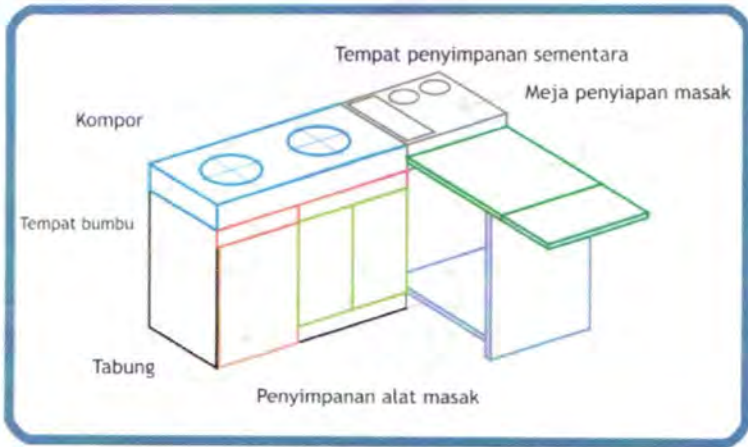 Tempat penyimpanan sementara
Meja penyiapan masak
Kompor
Tempat bumbu
Tabung
Penyimpanan alat masak